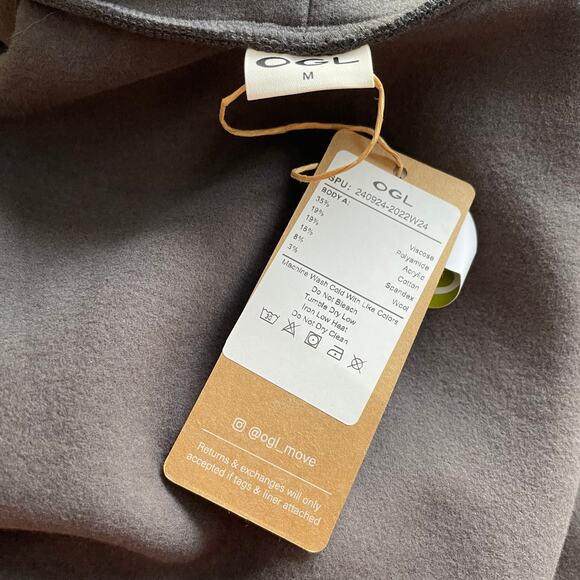 OGL
M
OGL
SPU: 240924-2022W24
BODY A:
35% Viscose
19% Polyamide
19% Acrylic
16% Cotton
8% Spandex
3% Wool
Machine Wash Cold With Like Colors
Do Not Bleach
Tumble Dry Low
Iron Low Heat
Do Not Dry Clean
@ogl_move
Returns & exchanges will only
accepted if tags & liner attached